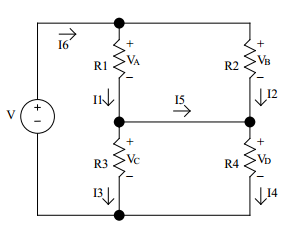 I6
+ +
R1 VA R2 VB
− −
I1 I5 I2
V + −
+ +
R3 VC R4 VD
− −
I3 I4